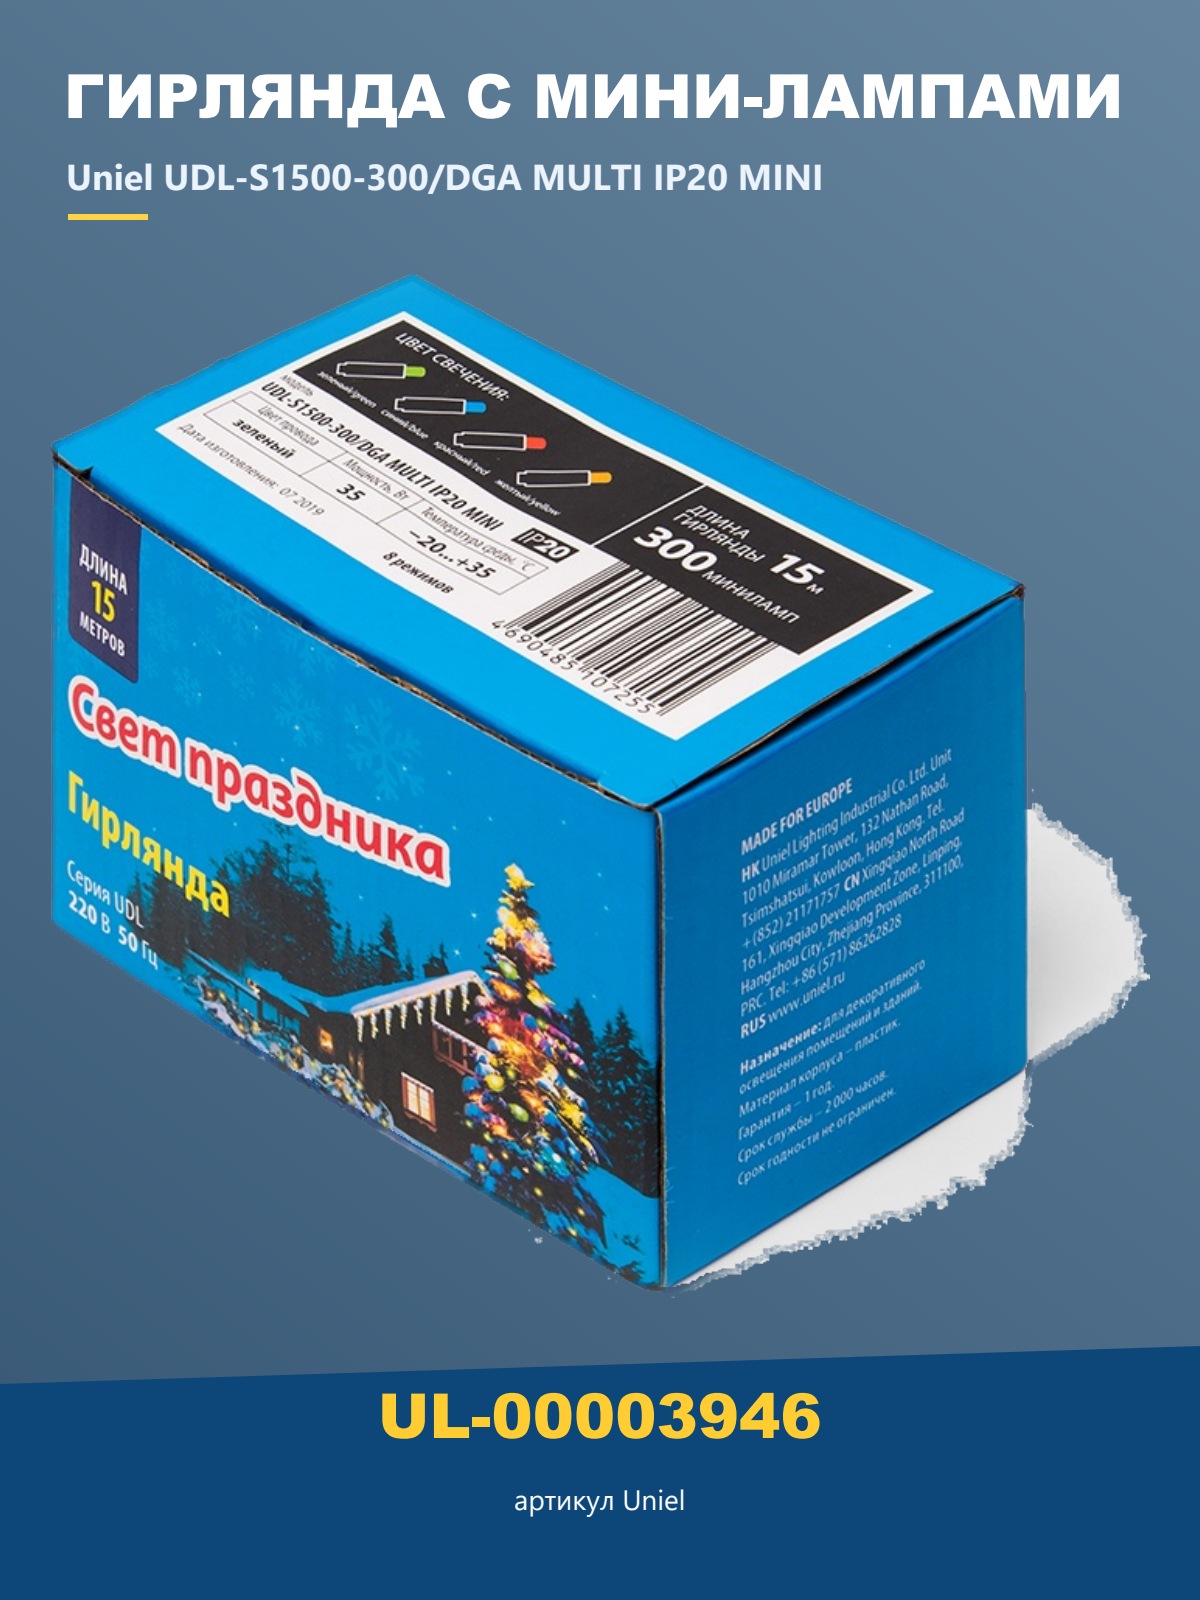 ГИРЛЯНДА С МИНИ-ЛАМПАМИ
Uniel UDL-S1500-300/DGA MULTI IP20 MINI
ЦВЕТ СВЕЧЕНИЯ:
зеленый/green
синий/blue
красный/red
желтый/yellow
ДЛИНА
ГИРЛЯНДЫ 15 м
300 МИНИЛАМП
модель
UDL-S1500-300/DGA MULTI IP20 MINI
IP20
Цвет провода
зеленый
Мощность, Вт
35
Температура среды, °С
−20...+35
Дата изготовления: 07 2019
8 режимов
4690485107255
ДЛИНА
15
МЕТРОВ
Свет праздника
Гирлянда
Серия UDL
220 В 50 Гц
MADE FOR EUROPE
HK Uniel Lighting Industrial Co. Ltd. Unit
1010 Miramar Tower, 132 Nathan Road,
Tsimshatsui, Kowloon, Hong Kong. Tel.
+(852) 21171757 CN Xingqiao North Road
161, Xingqiao Development Zone, Linping,
Hangzhou City, Zhejiang Province, 311100,
PRC. Tel: +86 (571) 86262828
RUS www.uniel.ru
Назначение: для декоративного
освещения помещений и зданий.
Материал корпуса – пластик.
Гарантия – 1 год.
Срок службы – 2 000 часов.
Срок годности не ограничен.
UL-00003946
артикул Uniel